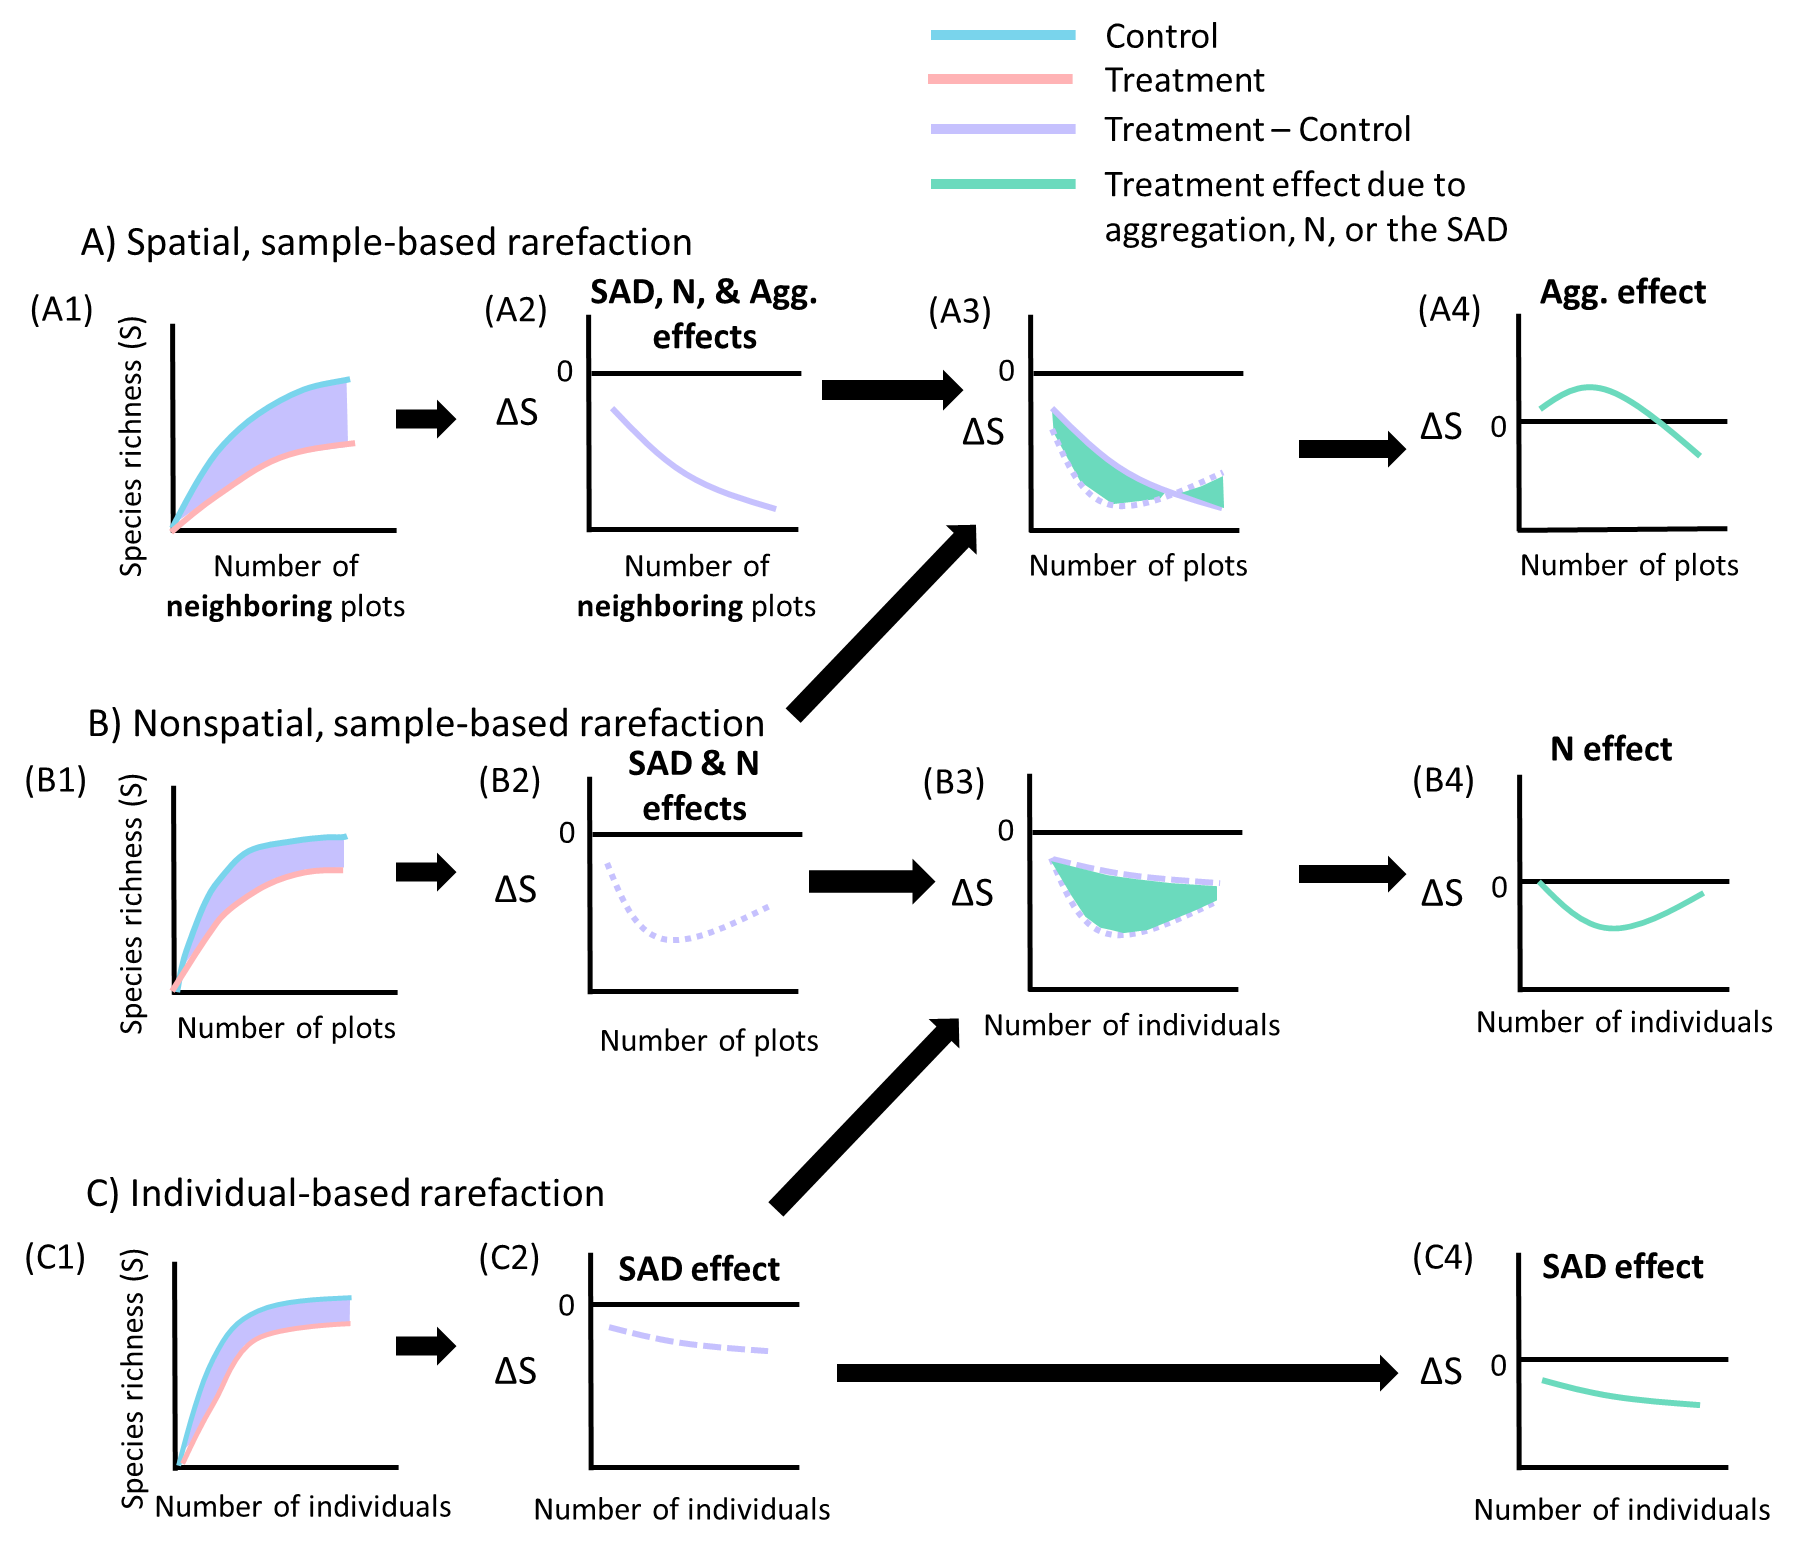 Control
Treatment
Treatment – Control
Treatment effect due to
aggregation, N, or the SAD
A) Spatial, sample-based rarefaction
(A1)
Species richness (S)
Number of
neighboring plots
(A2)
SAD, N, & Agg.
effects
0
ΔS
Number of
neighboring plots
(A3)
0
ΔS
Number of plots
(A4)
Agg. effect
ΔS
0
Number of plots
B) Nonspatial, sample-based rarefaction
(B1)
Species richness (S)
Number of plots
(B2)
SAD & N
effects
0
ΔS
Number of plots
(B3)
0
ΔS
Number of individuals
(B4)
N effect
ΔS
0
Number of individuals
C) Individual-based rarefaction
(C1)
Species richness (S)
Number of individuals
(C2)
SAD effect
0
ΔS
Number of individuals
(C4)
SAD effect
ΔS
0
Number of individuals